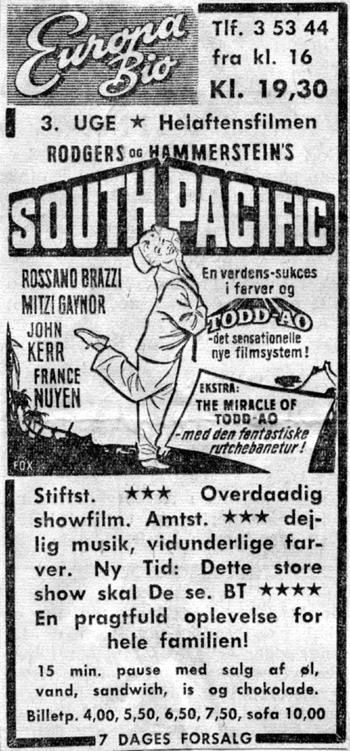 Europa
Bio
Tlf. 3 53 44
fra kl. 16
Kl. 19,30
3. UGE ★ Helaftensfilmen
RODGERS OG HAMMERSTEIN'S
SOUTH PACIFIC
ROSSANO BRAZZI
MITZI GAYNOR
JOHN
KERR
FRANCE
NUYEN
En verdens-sukces
i farver og
TODD-AO
-det sensationelle
nye filmsystem!
EKSTRA:
THE MIRACLE OF
TODD-AO
-med den fantastiske
rutchebanetur!
FOX
Stiftst. ★★★ Overdaadig
showfilm. Amtst. ★★★ dej-
lig musik, vidunderlige far-
ver. Ny Tid: Dette store
show skal De se. BT ★★★★
En pragtfuld oplevelse for
hele familien!
15 min. pause med salg af øl,
vand, sandwich, is og chokolade.
Billetp. 4,00, 5,50, 6,50, 7,50, sofa 10,00
7 DAGES FORSALG